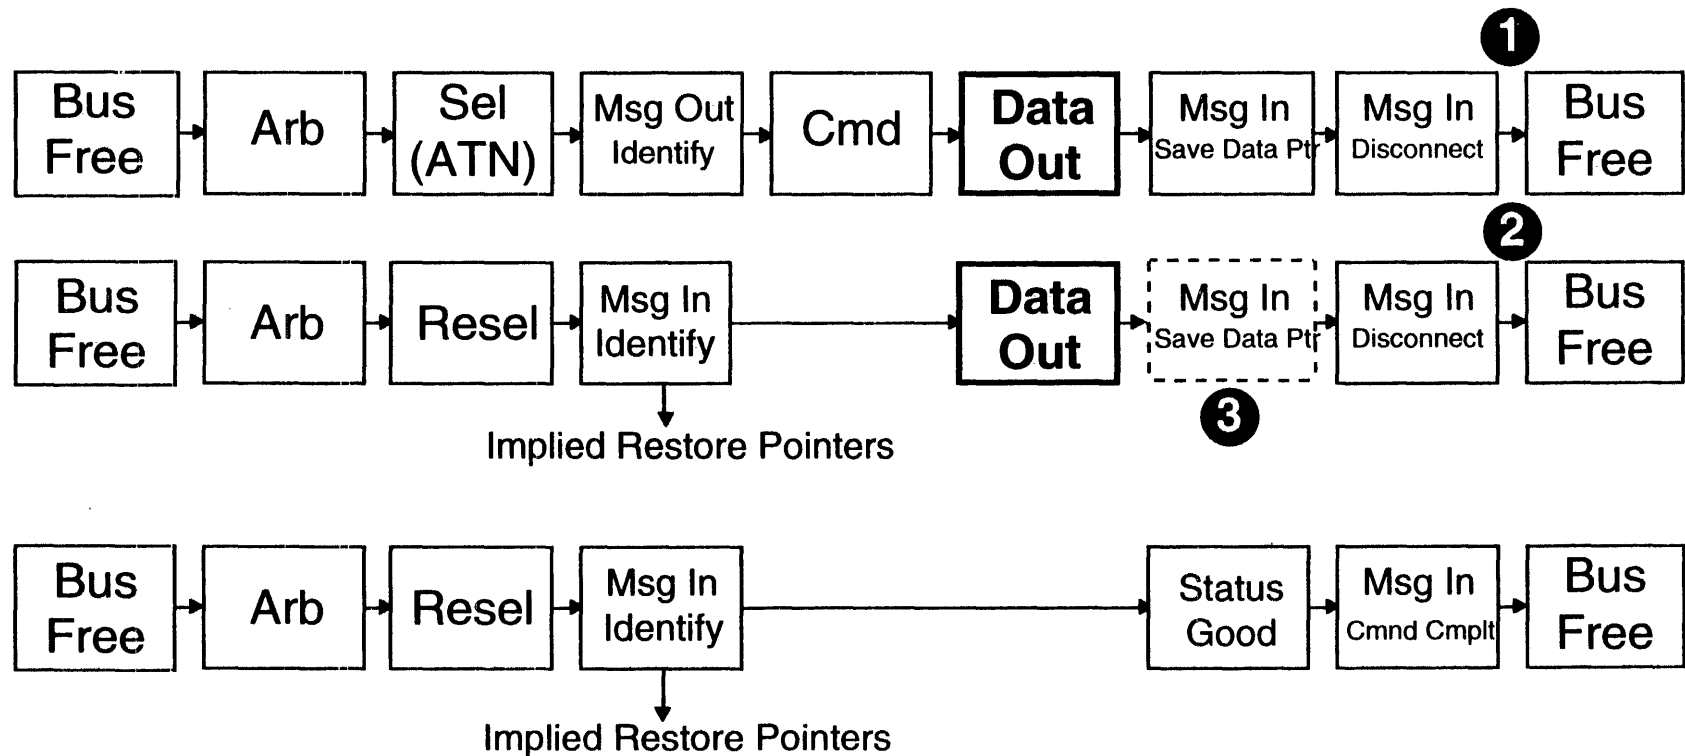 1
Bus
Free
Arb
Sel
(ATN)
Msg Out
Identify
Cmd
Data
Out
Msg In
Save Data Ptr
Msg In
Disconnect
Bus
Free
2
Bus
Free
Arb
Resel
Msg In
Identify
Data
Out
Msg In
Save Data Ptr
Msg In
Disconnect
Bus
Free
3
Implied Restore Pointers
Bus
Free
Arb
Resel
Msg In
Identify
Status
Good
Msg In
Cmnd Cmplt
Bus
Free
Implied Restore Pointers